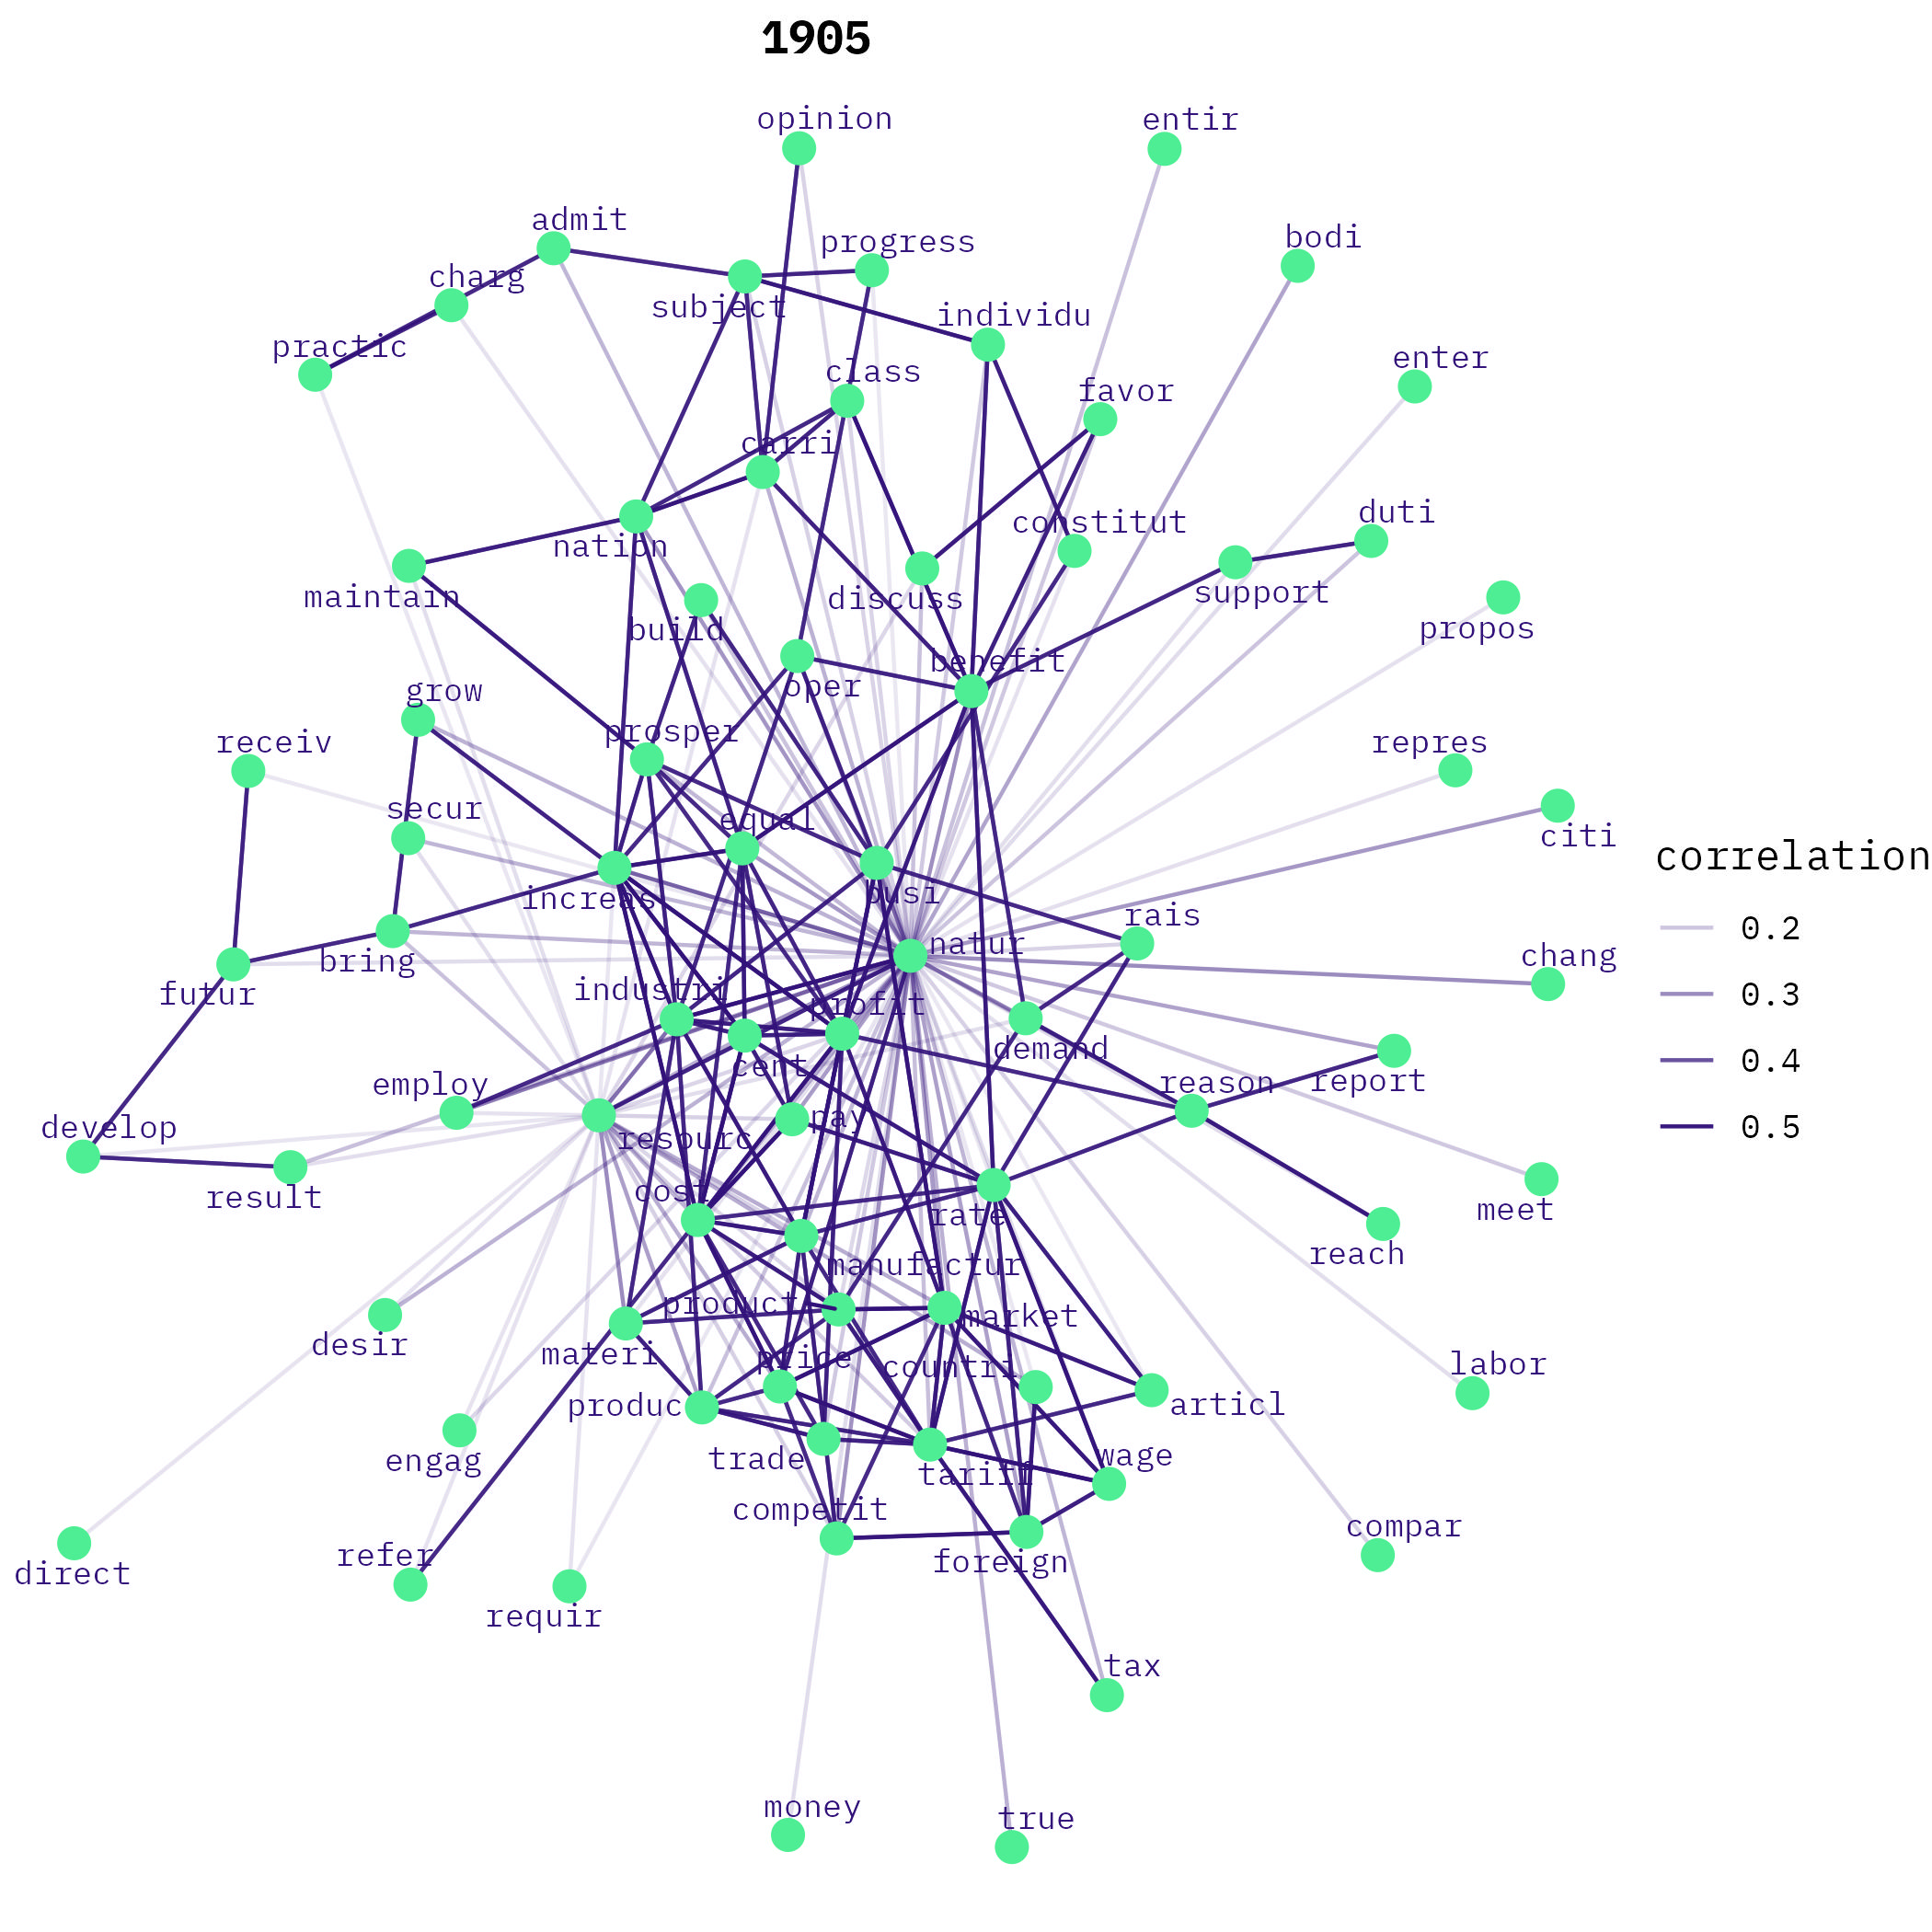 1905
opinion
entir
admit
bodi
progress
charg
subject
individu
practic
enter
class
favor
carri
duti
constitut
nation
support
maintain
discuss
build
propos
benefit
oper
grow
prosper
receiv
repres
secur
equal
citi
correlation
increas
busi
rais
0.2
natur
chang
bring
industri
futur
0.3
profit
demand
0.4
cent
reason
report
employ
pay
develop
0.5
resourc
cost
result
meet
rate
reach
manufactur
product
market
desir
materi
price
countri
labor
produc
articl
wage
trade
engag
tariff
competit
compar
refer
foreign
direct
requir
tax
money
true